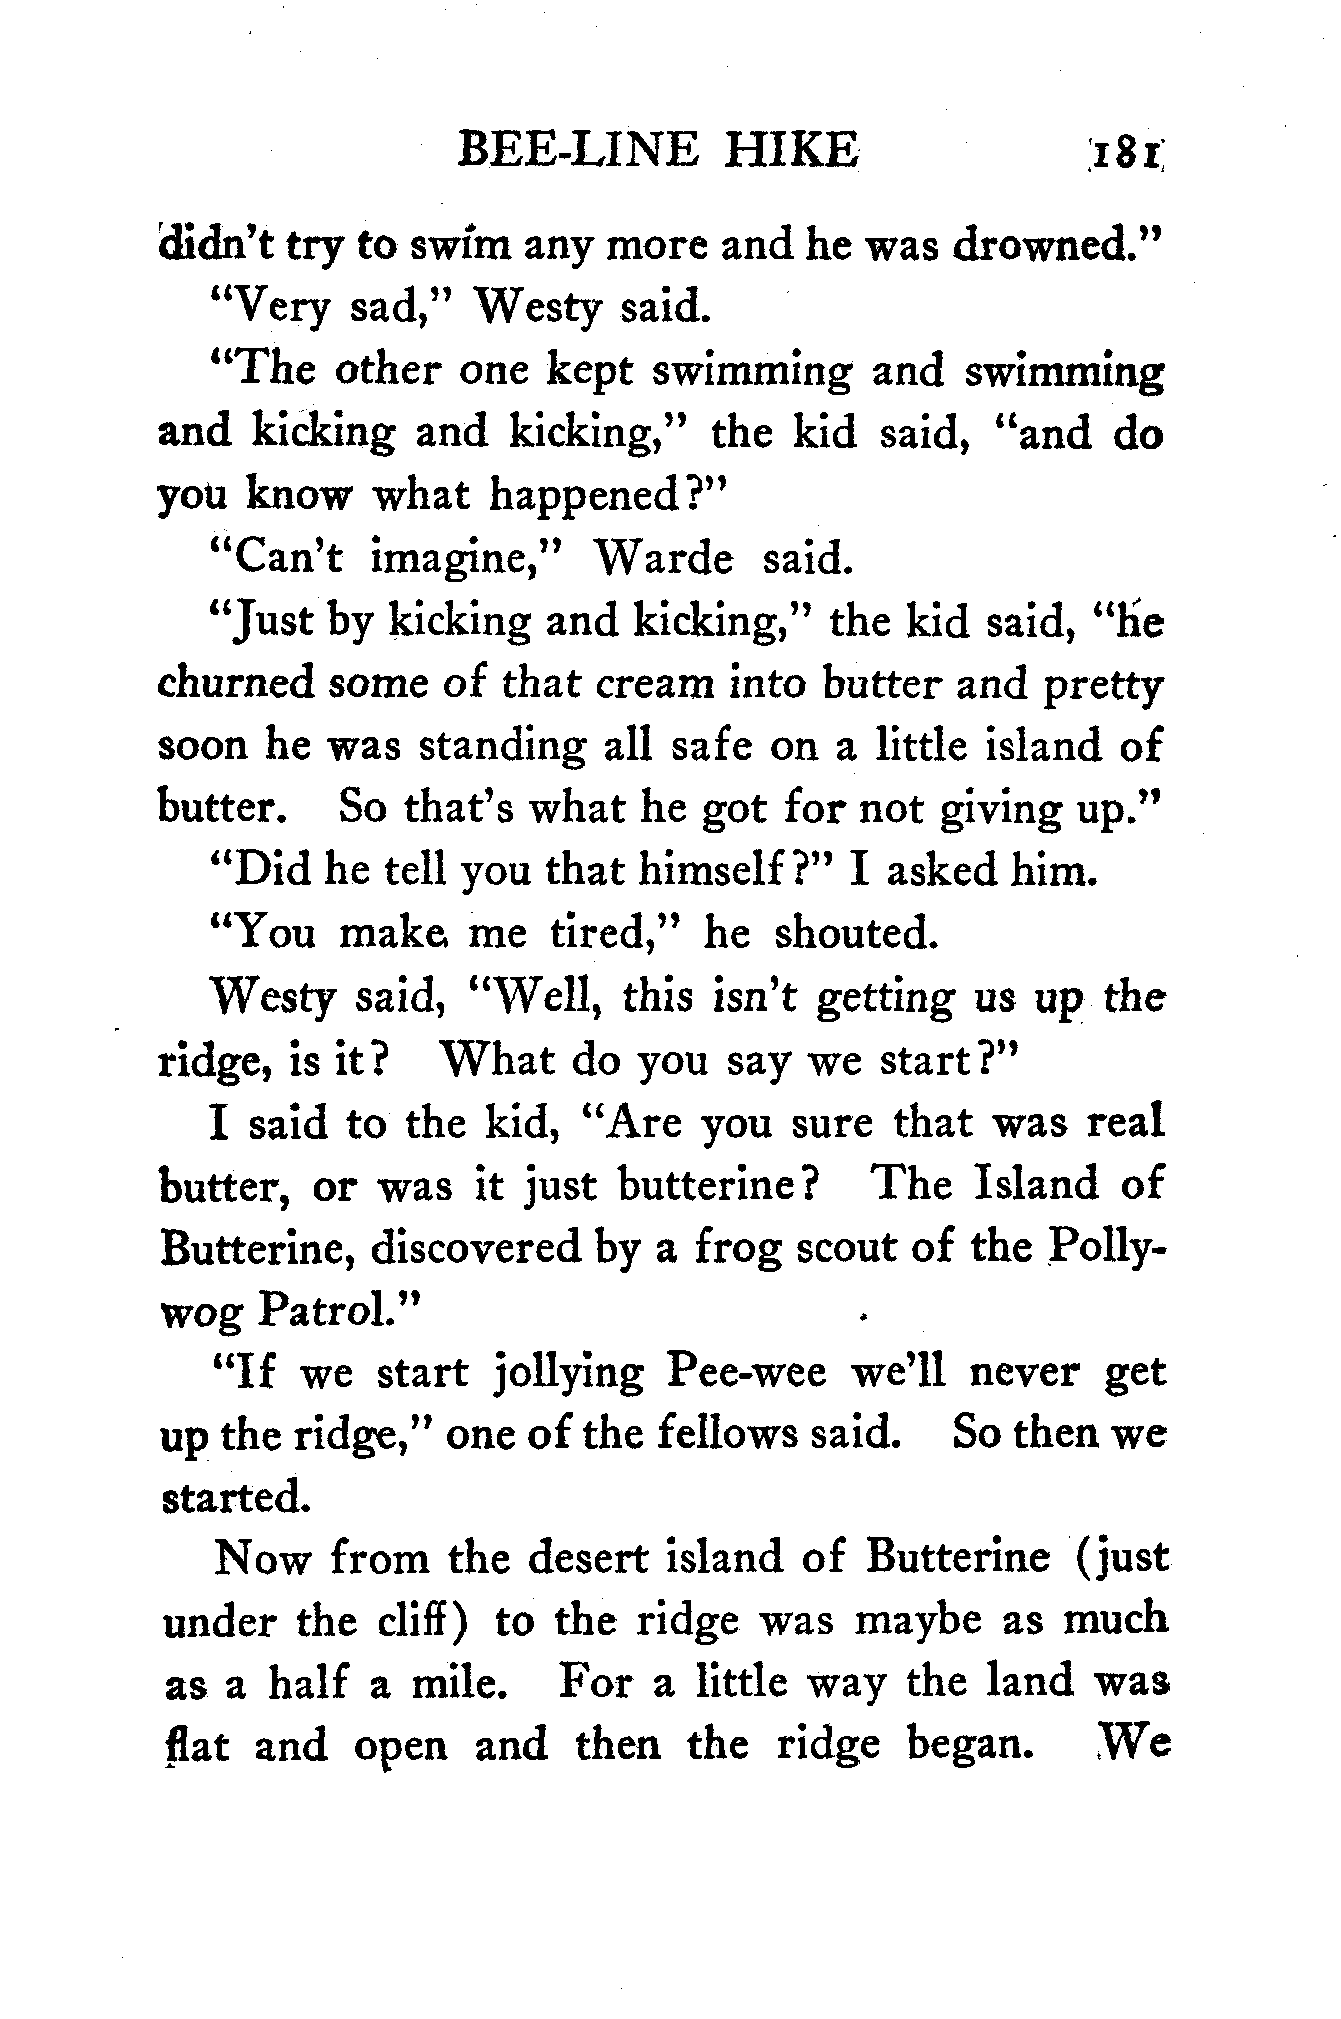 BEE-LINE HIKE 181
didn't try to swim any more and he was drowned."
"Very sad," Westy said.
"The other one kept swimming and swimming
and kicking and kicking," the kid said, "and do
you know what happened?"
"Can't imagine," Warde said.
"Just by kicking and kicking," the kid said, "he
churned some of that cream into butter and pretty
soon he was standing all safe on a little island of
butter. So that's what he got for not giving up."
"Did he tell you that himself?" I asked him.
"You make me tired," he shouted.
Westy said, "Well, this isn't getting us up the
ridge, is it? What do you say we start?"
I said to the kid, "Are you sure that was real
butter, or was it just butterine? The Island of
Butterine, discovered by a frog scout of the Polly-
wog Patrol."
"If we start jollying Pee-wee we'll never get
up the ridge," one of the fellows said. So then we
started.
Now from the desert island of Butterine (just
under the cliff) to the ridge was maybe as much
as a half a mile. For a little way the land was
flat and open and then the ridge began. We